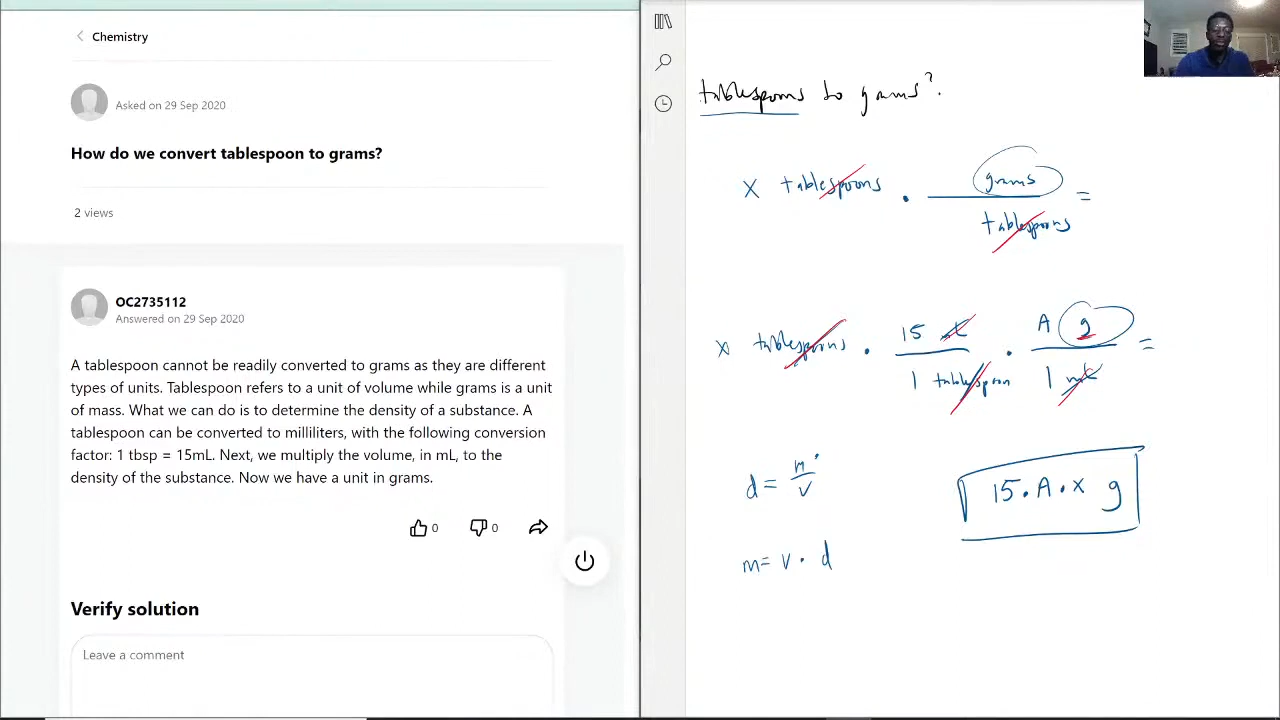 Chemistry
Asked on 29 Sep 2020
How do we convert tablespoon to grams?
2 views
OC2735112
Answered on 29 Sep 2020
A tablespoon cannot be readily converted to grams as they are different
types of units. Tablespoon refers to a unit of volume while grams is a unit
of mass. What we can do is to determine the density of a substance. A
tablespoon can be converted to milliliters, with the following conversion
factor: 1 tbsp = 15mL. Next, we multiply the volume, in mL, to the
density of the substance. Now we have a unit in grams.
0 0
Verify solution
Leave a comment
tablespoons to grams?
x tablespoons · grams =
tablespoons
x tablespoons · 15 mL · A g =
1 tablespoon 1 mL
d = m
v
15 · A · x g
m = v · d